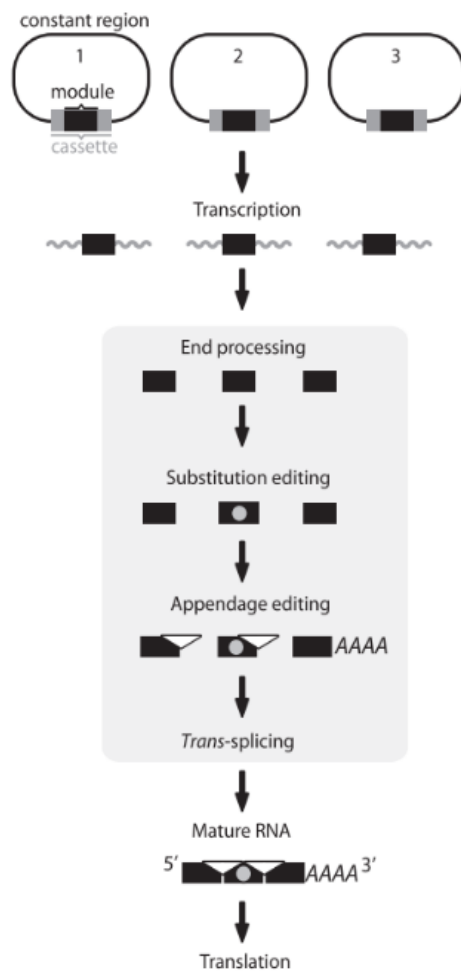 constant region
1 2 3
module
cassette
Transcription
End processing
Substitution editing
Appendage editing
AAAA
Trans-splicing
Mature RNA
5′ AAAA 3′
Translation